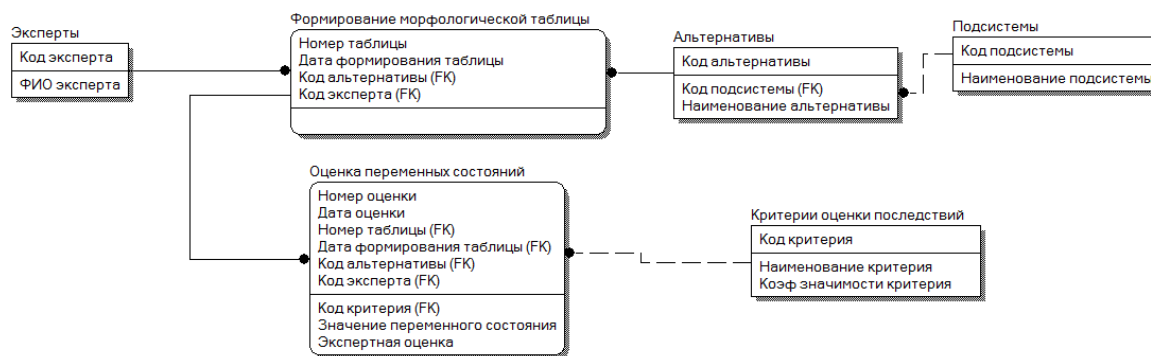 Эксперты
Код эксперта
ФИО эксперта
Формирование морфологической таблицы
Номер таблицы
Дата формирования таблицы
Код альтернативы (FK)
Код эксперта (FK)
Альтернативы
Код альтернативы
Код подсистемы (FK)
Наименование альтернативы
Подсистемы
Код подсистемы
Наименование подсистемы
Оценка переменных состояний
Номер оценки
Дата оценки
Номер таблицы (FK)
Дата формирования таблицы (FK)
Код альтернативы (FK)
Код эксперта (FK)
Код критерия (FK)
Значение переменного состояния
Экспертная оценка
Критерии оценки последствий
Код критерия
Наименование критерия
Коэф значимости критерия